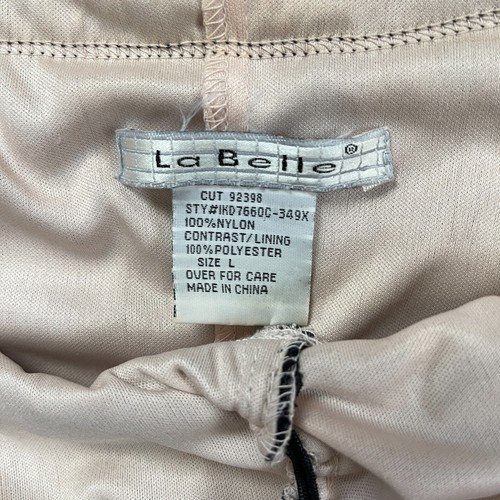 La Belle®
CUT 92398
STY#IKD7660C-349X
100%NYLON
CONTRAST/LINING
100%POLYESTER
SIZE L
OVER FOR CARE
MADE IN CHINA